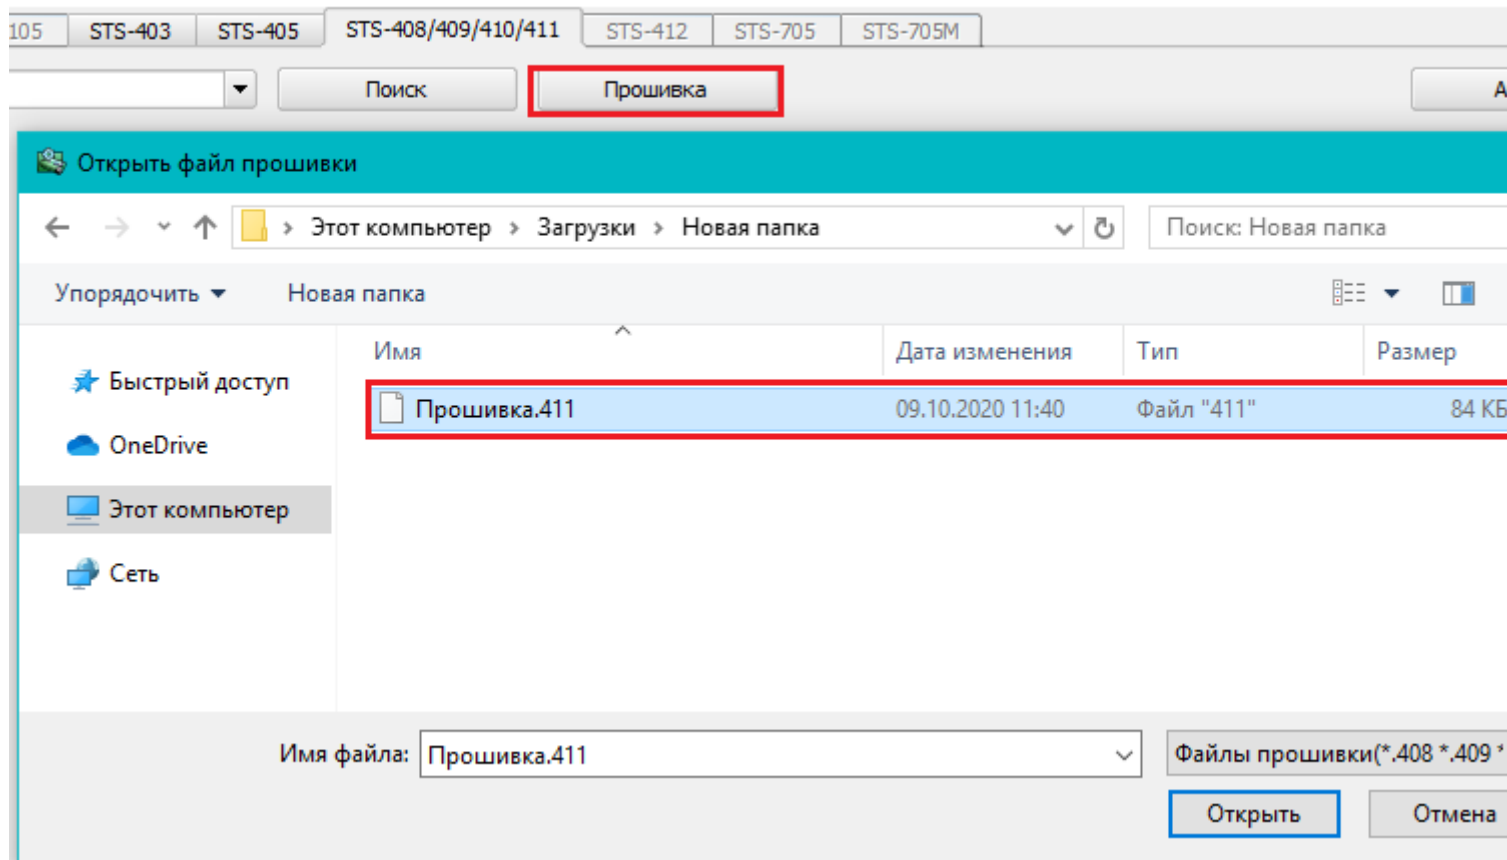 105 STS-403 STS-405 STS-408/409/410/411 STS-412 STS-705 STS-705M
Поиск Прошивка А
Открыть файл прошивки
Этот компьютер > Загрузки > Новая папка Поиск: Новая папка
Упорядочить Новая папка
Имя Дата изменения Тип Размер
Быстрый доступ
Прошивка.411 09.10.2020 11:40 Файл "411" 84 КБ
OneDrive
Этот компьютер
Сеть
Имя файла: Прошивка.411 Файлы прошивки(*.408 *.409 *
Открыть Отмена